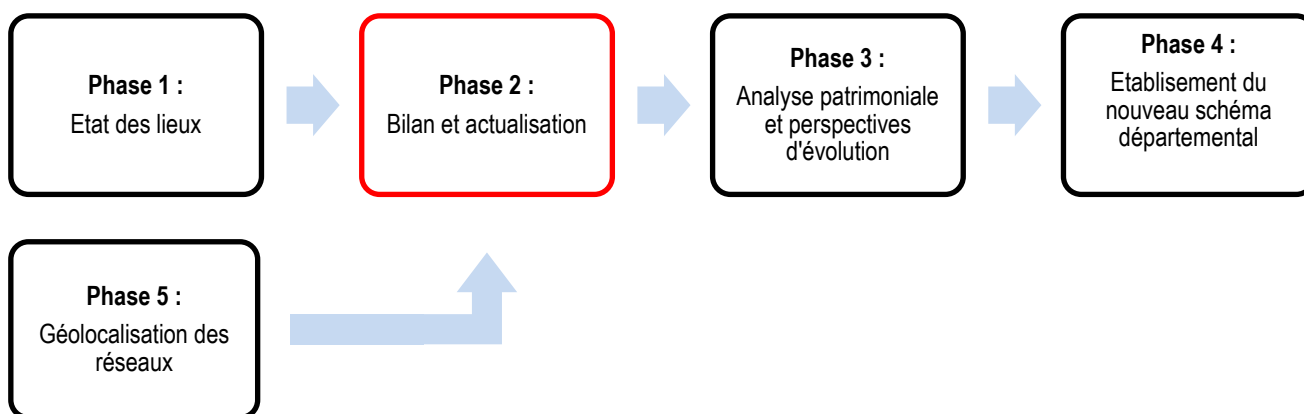 Phase 1 :
Etat des lieux
Phase 2 :
Bilan et actualisation
Phase 3 :
Analyse patrimoniale
et perspectives
d'évolution
Phase 4 :
Etablisement du
nouveau schéma
départemental
Phase 5 :
Géolocalisation des
réseaux